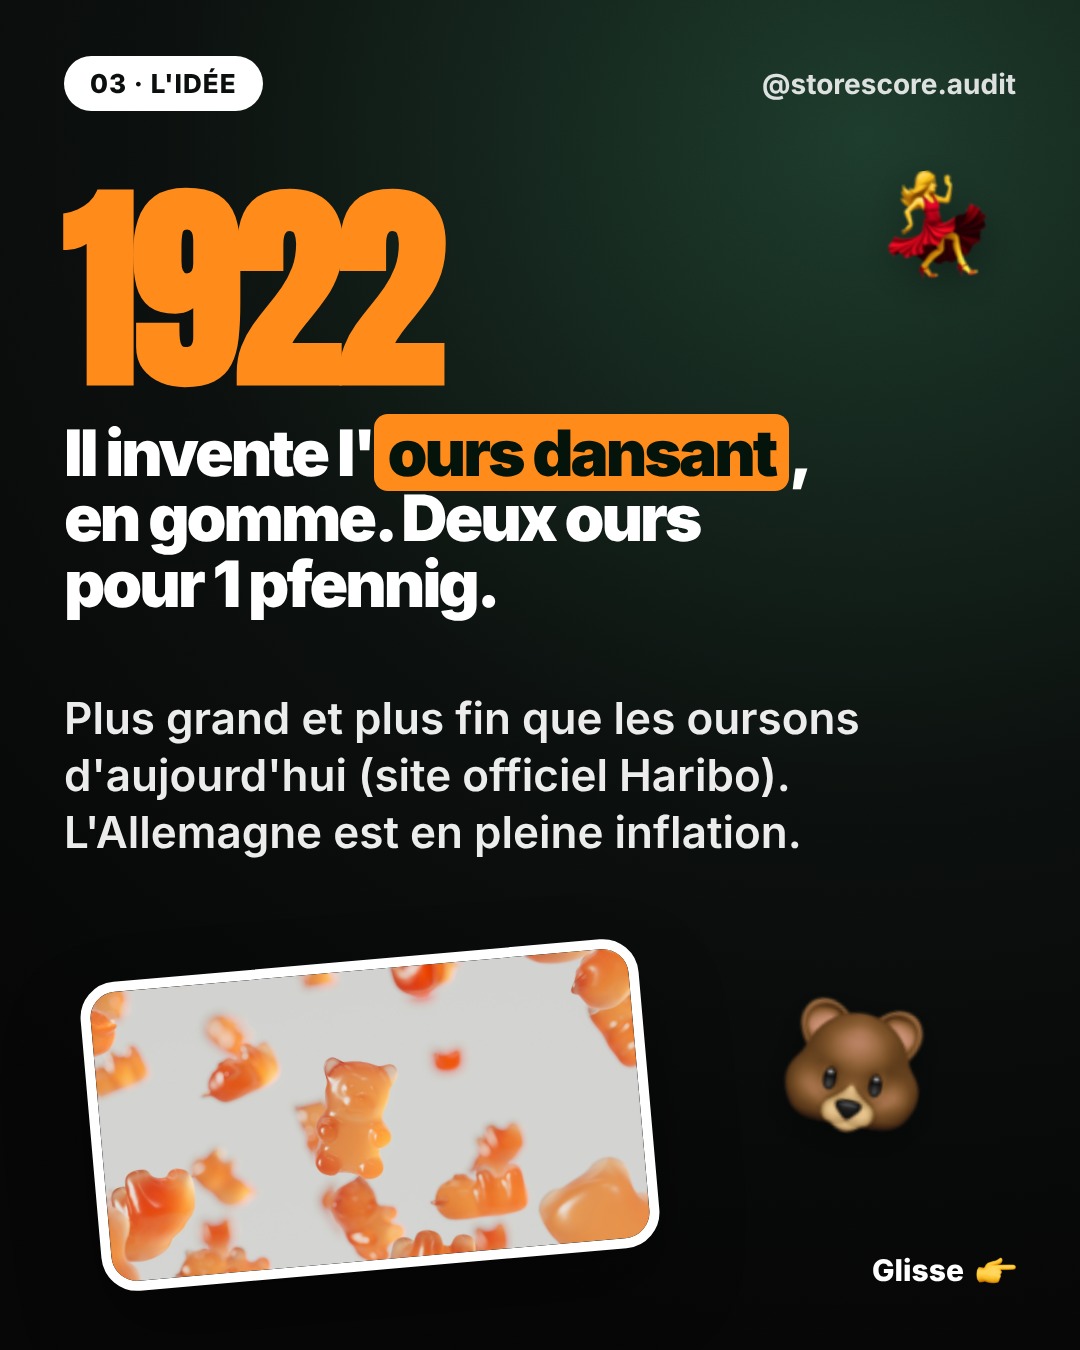 03 · L'IDÉE
@storescore.audit
1922
Il invente l'ours dansant,
en gomme. Deux ours
pour 1 pfennig.
Plus grand et plus fin que les oursons
d'aujourd'hui (site officiel Haribo).
L'Allemagne est en pleine inflation.
Glisse 👉